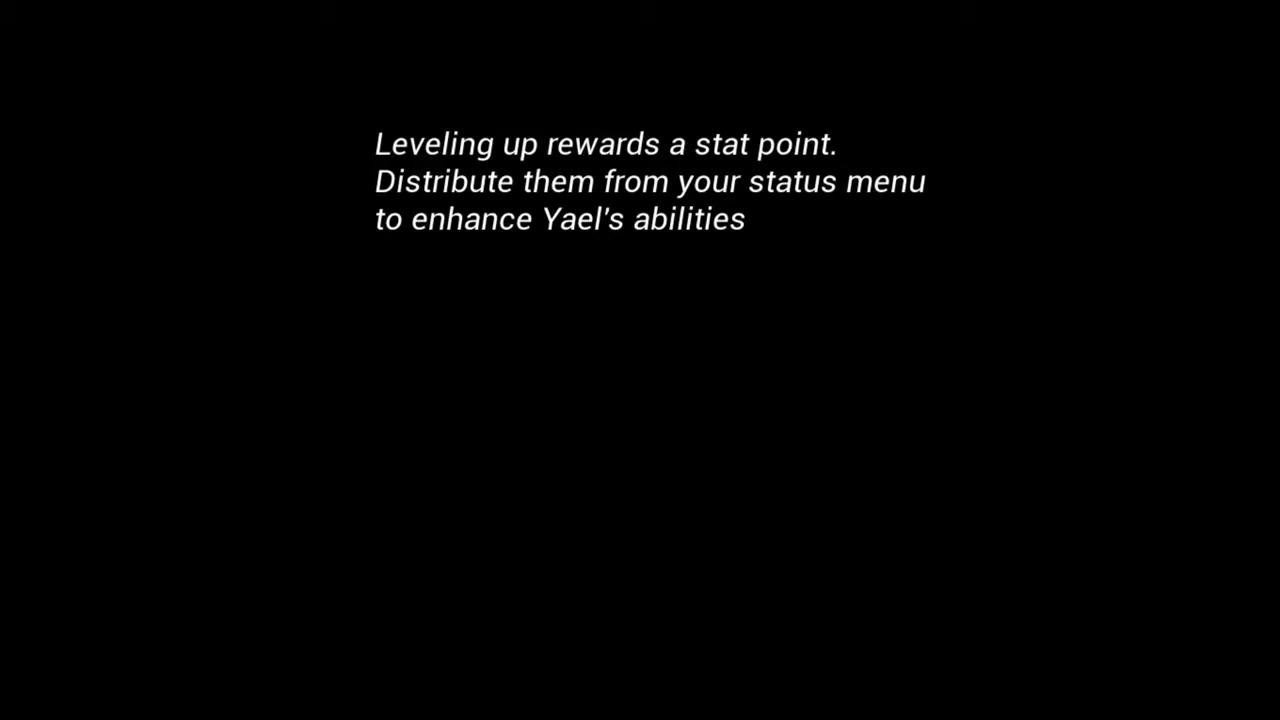 Leveling up rewards a stat point.
Distribute them from your status menu
to enhance Yael's abilities